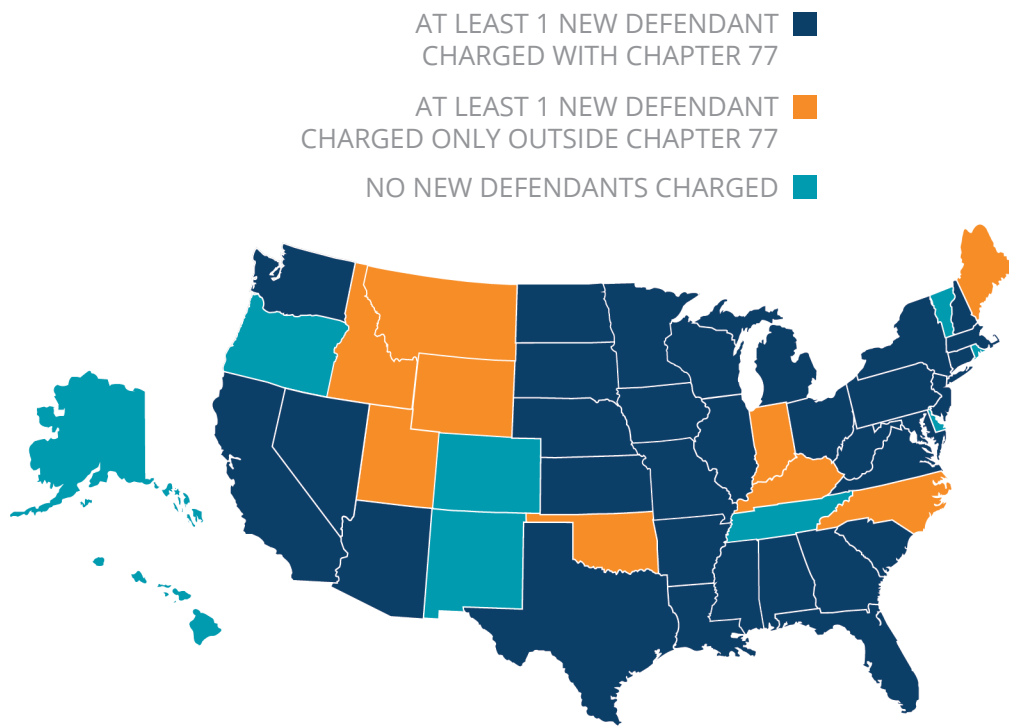 AT LEAST 1 NEW DEFENDANT
CHARGED WITH CHAPTER 77
AT LEAST 1 NEW DEFENDANT
CHARGED ONLY OUTSIDE CHAPTER 77
NO NEW DEFENDANTS CHARGED